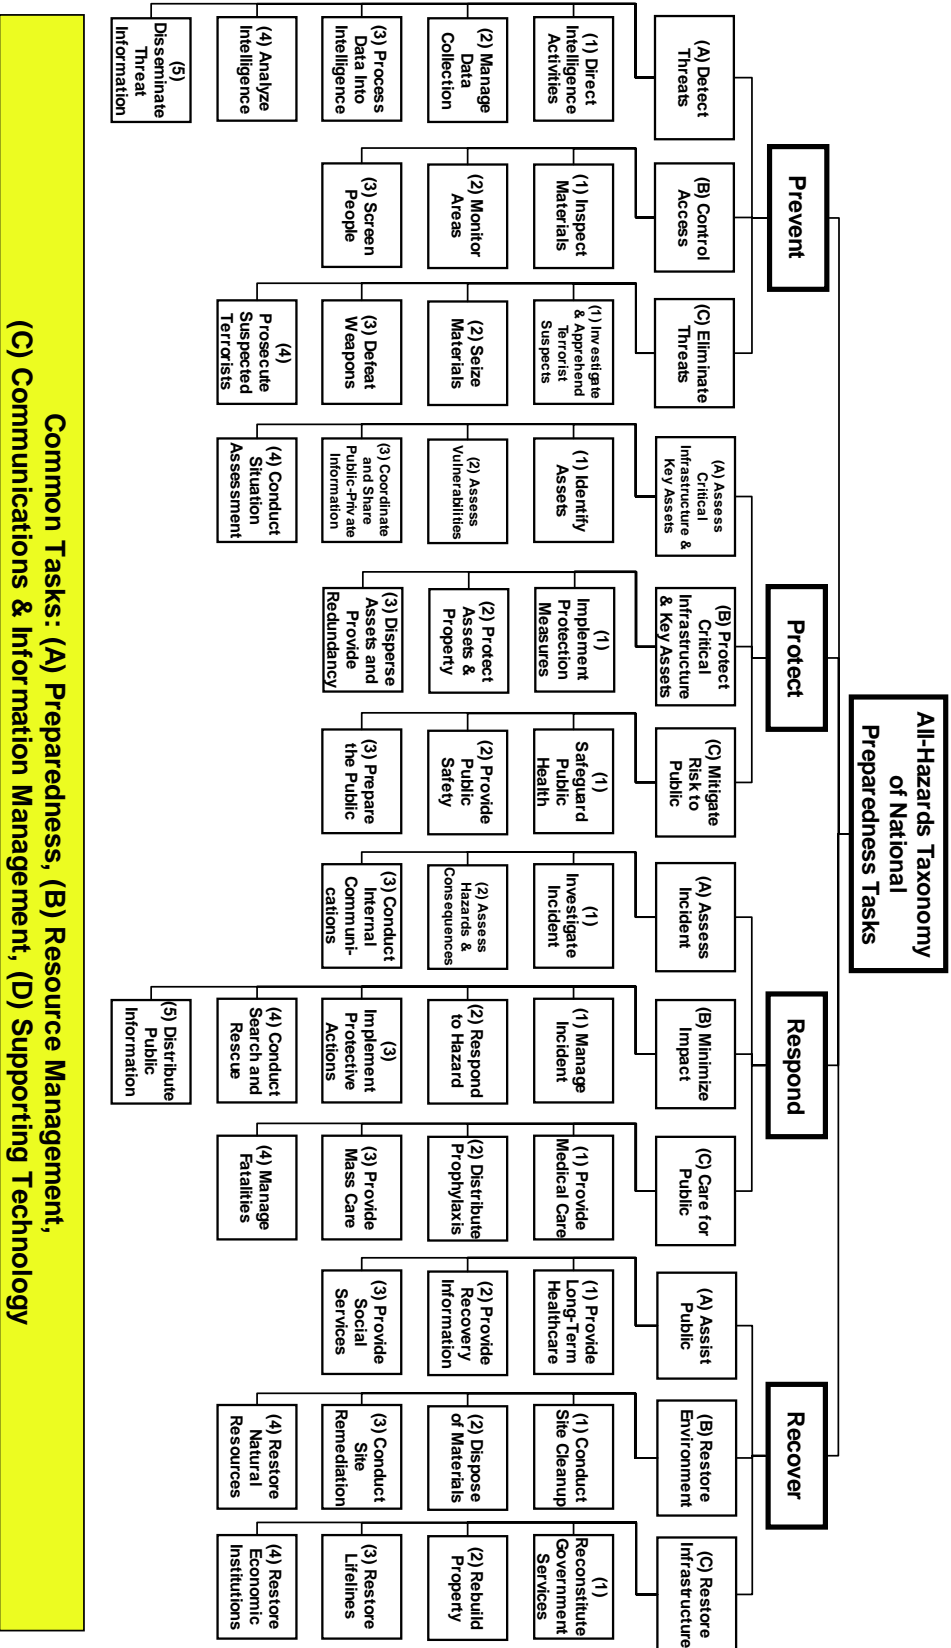 All-Hazards Taxonomy
of National
Preparedness Tasks
Prevent
(A) Detect
Threats
(1) Direct
Intelligence
Activities
(2) Manage
Data
Collection
(3) Process
Data Into
Intelligence
(4) Analyze
Intelligence
(5)
Disseminate
Threat
Information
(B) Control
Access
(1) Inspect
Materials
(2) Monitor
Areas
(3) Screen
People
(C) Eliminate
Threats
(1) Investigate
& Apprehend
Terrorist
Suspects
(2) Seize
Materials
(3) Defeat
Weapons
(4)
Prosecute
Suspected
Terrorists
Protect
(A) Assess
Critical
Infrastructure &
Key Assets
(1) Identify
Assets
(2) Assess
Vulnerabilities
(3) Coordinate
and Share
Public-Private
Information
(4) Conduct
Situation
Assessment
(B) Protect
Critical
Infrastructure
& Key Assets
(1)
Implement
Protection
Measures
(2) Protect
Assets &
Property
(3) Disperse
Assets and
Provide
Redundancy
(C) Mitigate
Risk to
Public
(1)
Safeguard
Public
Health
(2) Provide
Public
Safety
(3) Prepare
the Public
Respond
(A) Assess
Incident
(1)
Investigate
Incident
(2) Assess
Hazards &
Consequences
(3) Conduct
Internal
Communi-
cations
(B) Minimize
Impact
(1) Manage
Incident
(2) Respond
to Hazard
(3)
Implement
Protective
Actions
(4) Conduct
Search and
Rescue
(5) Distribute
Public
Information
(C) Care for
Public
(1) Provide
Medical Care
(2) Distribute
Prophylaxis
(3) Provide
Mass Care
(4) Manage
Fatalities
Recover
(A) Assist
Public
(1) Provide
Long-Term
Healthcare
(2) Provide
Recovery
Information
(3) Provide
Social
Services
(B) Restore
Environment
(1) Conduct
Site Cleanup
(2) Dispose
of Materials
(3) Conduct
Site
Remediation
(4) Restore
Natural
Resources
(C) Restore
Infrastructure
(1)
Reconstitute
Government
Services
(2) Rebuild
Property
(3) Restore
Lifelines
(4) Restore
Economic
Institutions
Common Tasks: (A) Preparedness, (B) Resource Management,
(C) Communications & Information Management, (D) Supporting Technology